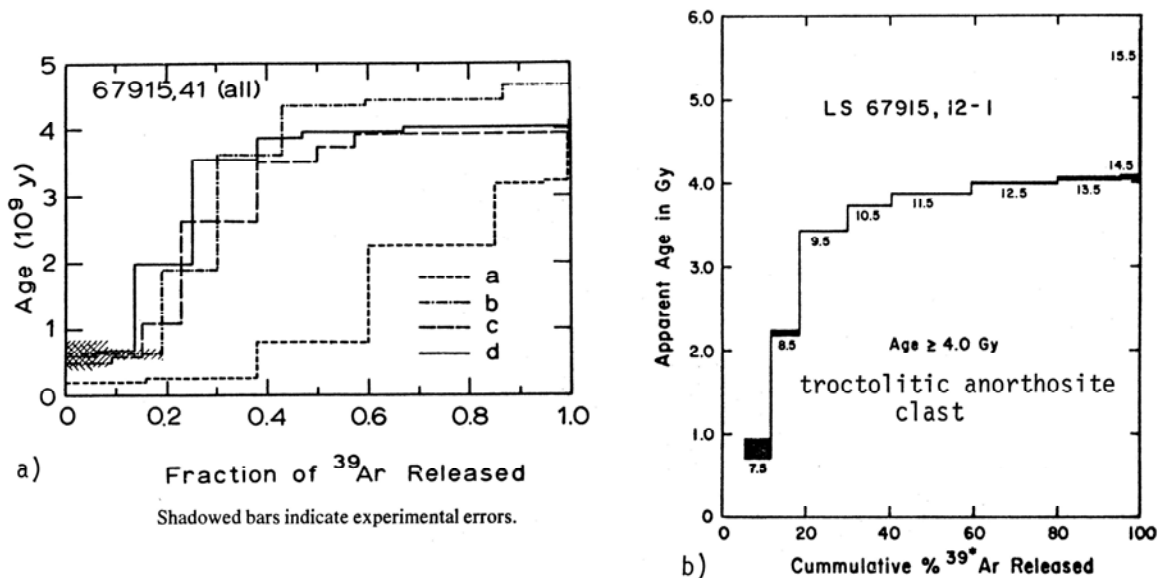 67915,41 (all)
5
4
3
2
1
0
Age (10⁹ y)
a
b
c
d
0
0.2
0.4
0.6
0.8
1.0
a)
Fraction of ³⁹Ar Released
Shadowed bars indicate experimental errors.
6.0
5.0
4.0
3.0
2.0
1.0
0
Apparent Age in Gy
LS 67915, 12-1
15.5
14.5
13.5
12.5
11.5
10.5
9.5
8.5
7.5
Age ≥ 4.0 Gy
troctolitic anorthosite
clast
0
20
40
60
80
100
b)
Cummulative % ³⁹*Ar Released